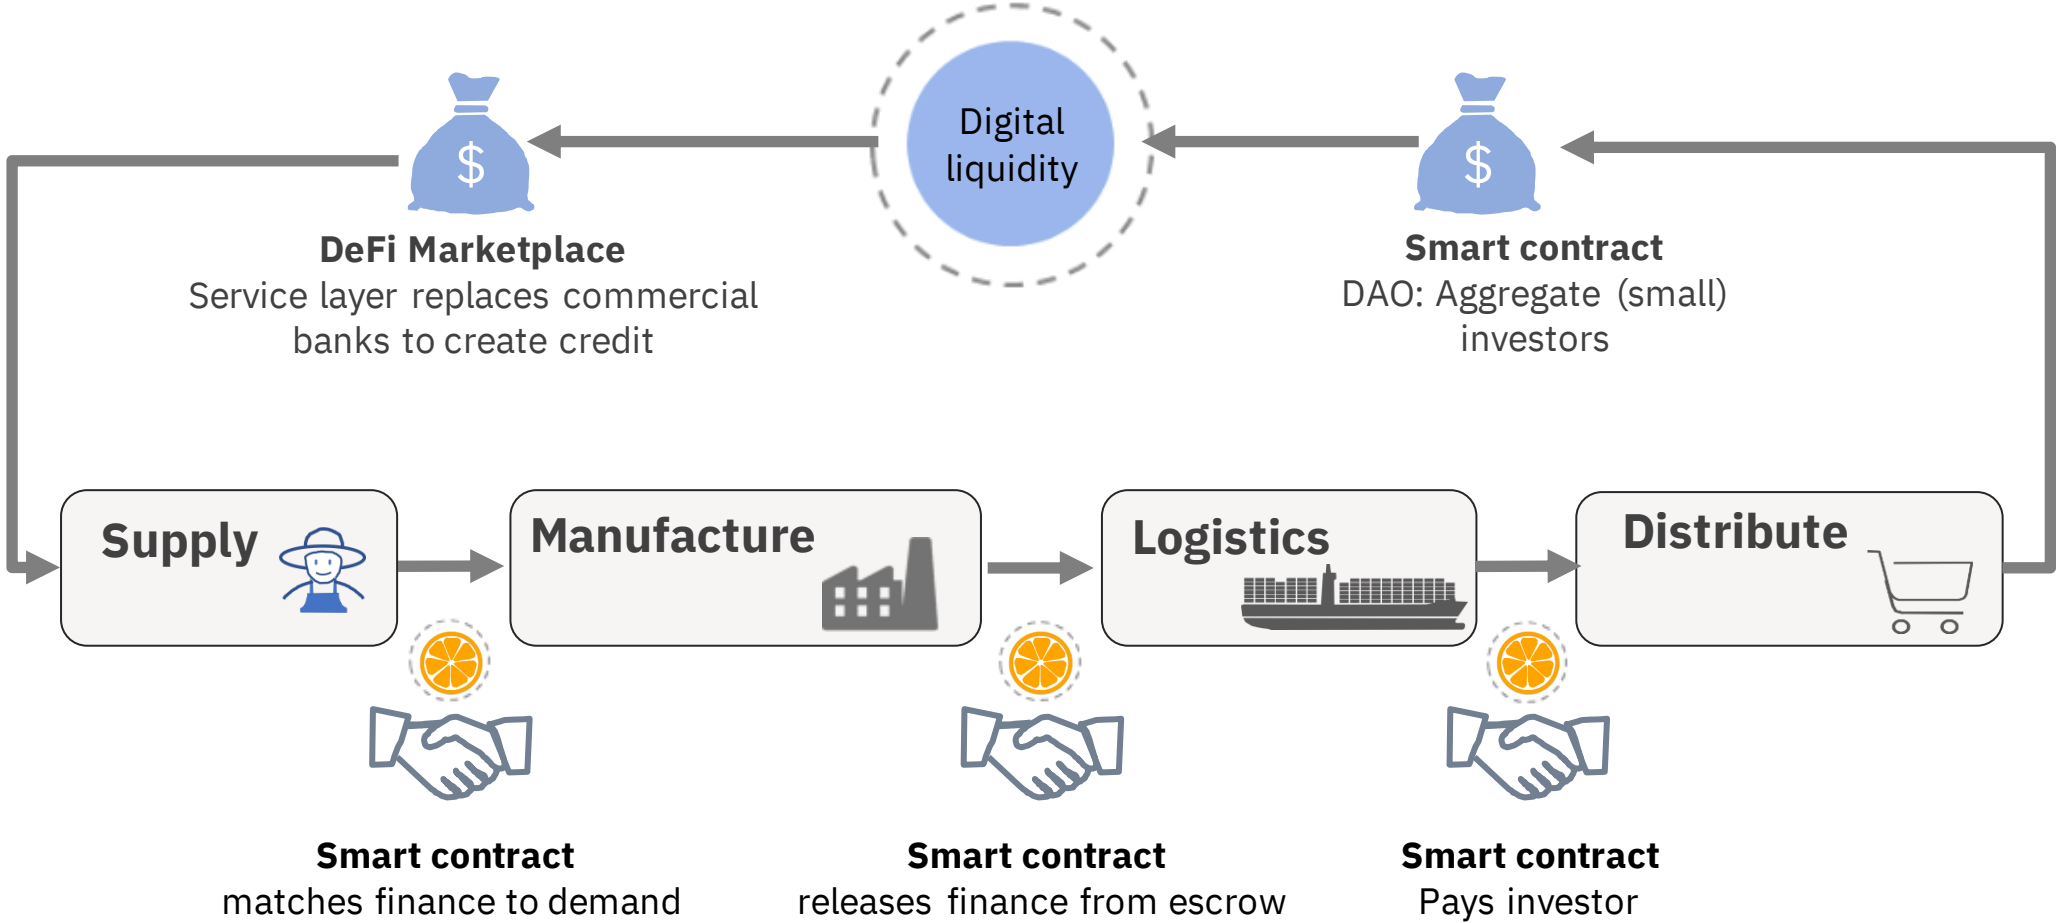 Digital
liquidity
$
$
DeFi Marketplace
Service layer replaces commercial
banks to create credit
Smart contract
DAO: Aggregate (small)
investors
Supply
Manufacture
Logistics
Distribute
Smart contract
matches finance to demand
Smart contract
releases finance from escrow
Smart contract
Pays investor